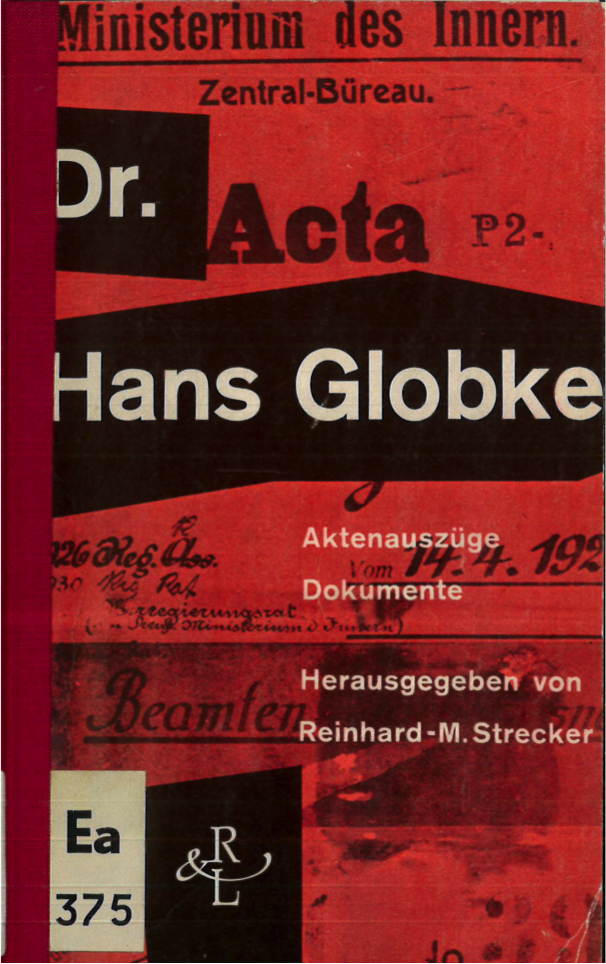 Ministerium des Innern.
Zentral-Büreau.
Dr.
Acta P2-
Hans Globke
Aktenauszüge
Vom 14. 4. 192
Dokumente
Herausgegeben von
Beamten
Reinhard-M. Strecker
Ea
375
R
& L